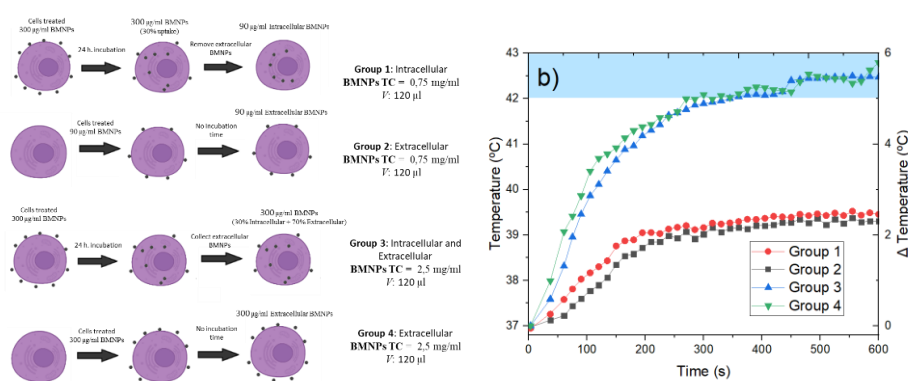 Cells treated
300 µg/ml BMNPs
24 h. incubation
300 µg/ml BMNPs
(30% uptake)
Remove extracellular
BMNPs
90 µg/ml Intracellular BMNPs
Group 1: Intracellular
BMNPs TC = 0,75 mg/ml
V: 120 µl
Cells treated
90 µg/ml BMNPs
No incubation
time
90 µg/ml Extracellular BMNPs
Group 2: Extracellular
BMNPs TC = 0,75 mg/ml
V: 120 µl
Cells treated
300 µg/ml BMNPs
24 h. incubation
Collect extracellular
BMNPs
300 µg/ml BMNPs
(30% Intracellular + 70% Extracellular)
Group 3: Intracellular and
Extracellular
BMNPs TC = 2,5 mg/ml
V: 120 µl
Cells treated
300 µg/ml BMNPs
No incubation
time
300 µg/ml Extracellular BMNPs
Group 4: Extracellular
BMNPs TC = 2,5 mg/ml
V: 120 µl
b)
Temperature (ºC)
43
42
41
40
39
38
37
6
4
2
0
Δ Temperature (ºC)
Group 1
Group 2
Group 3
Group 4
0 100 200 300 400 500 600
Time (s)